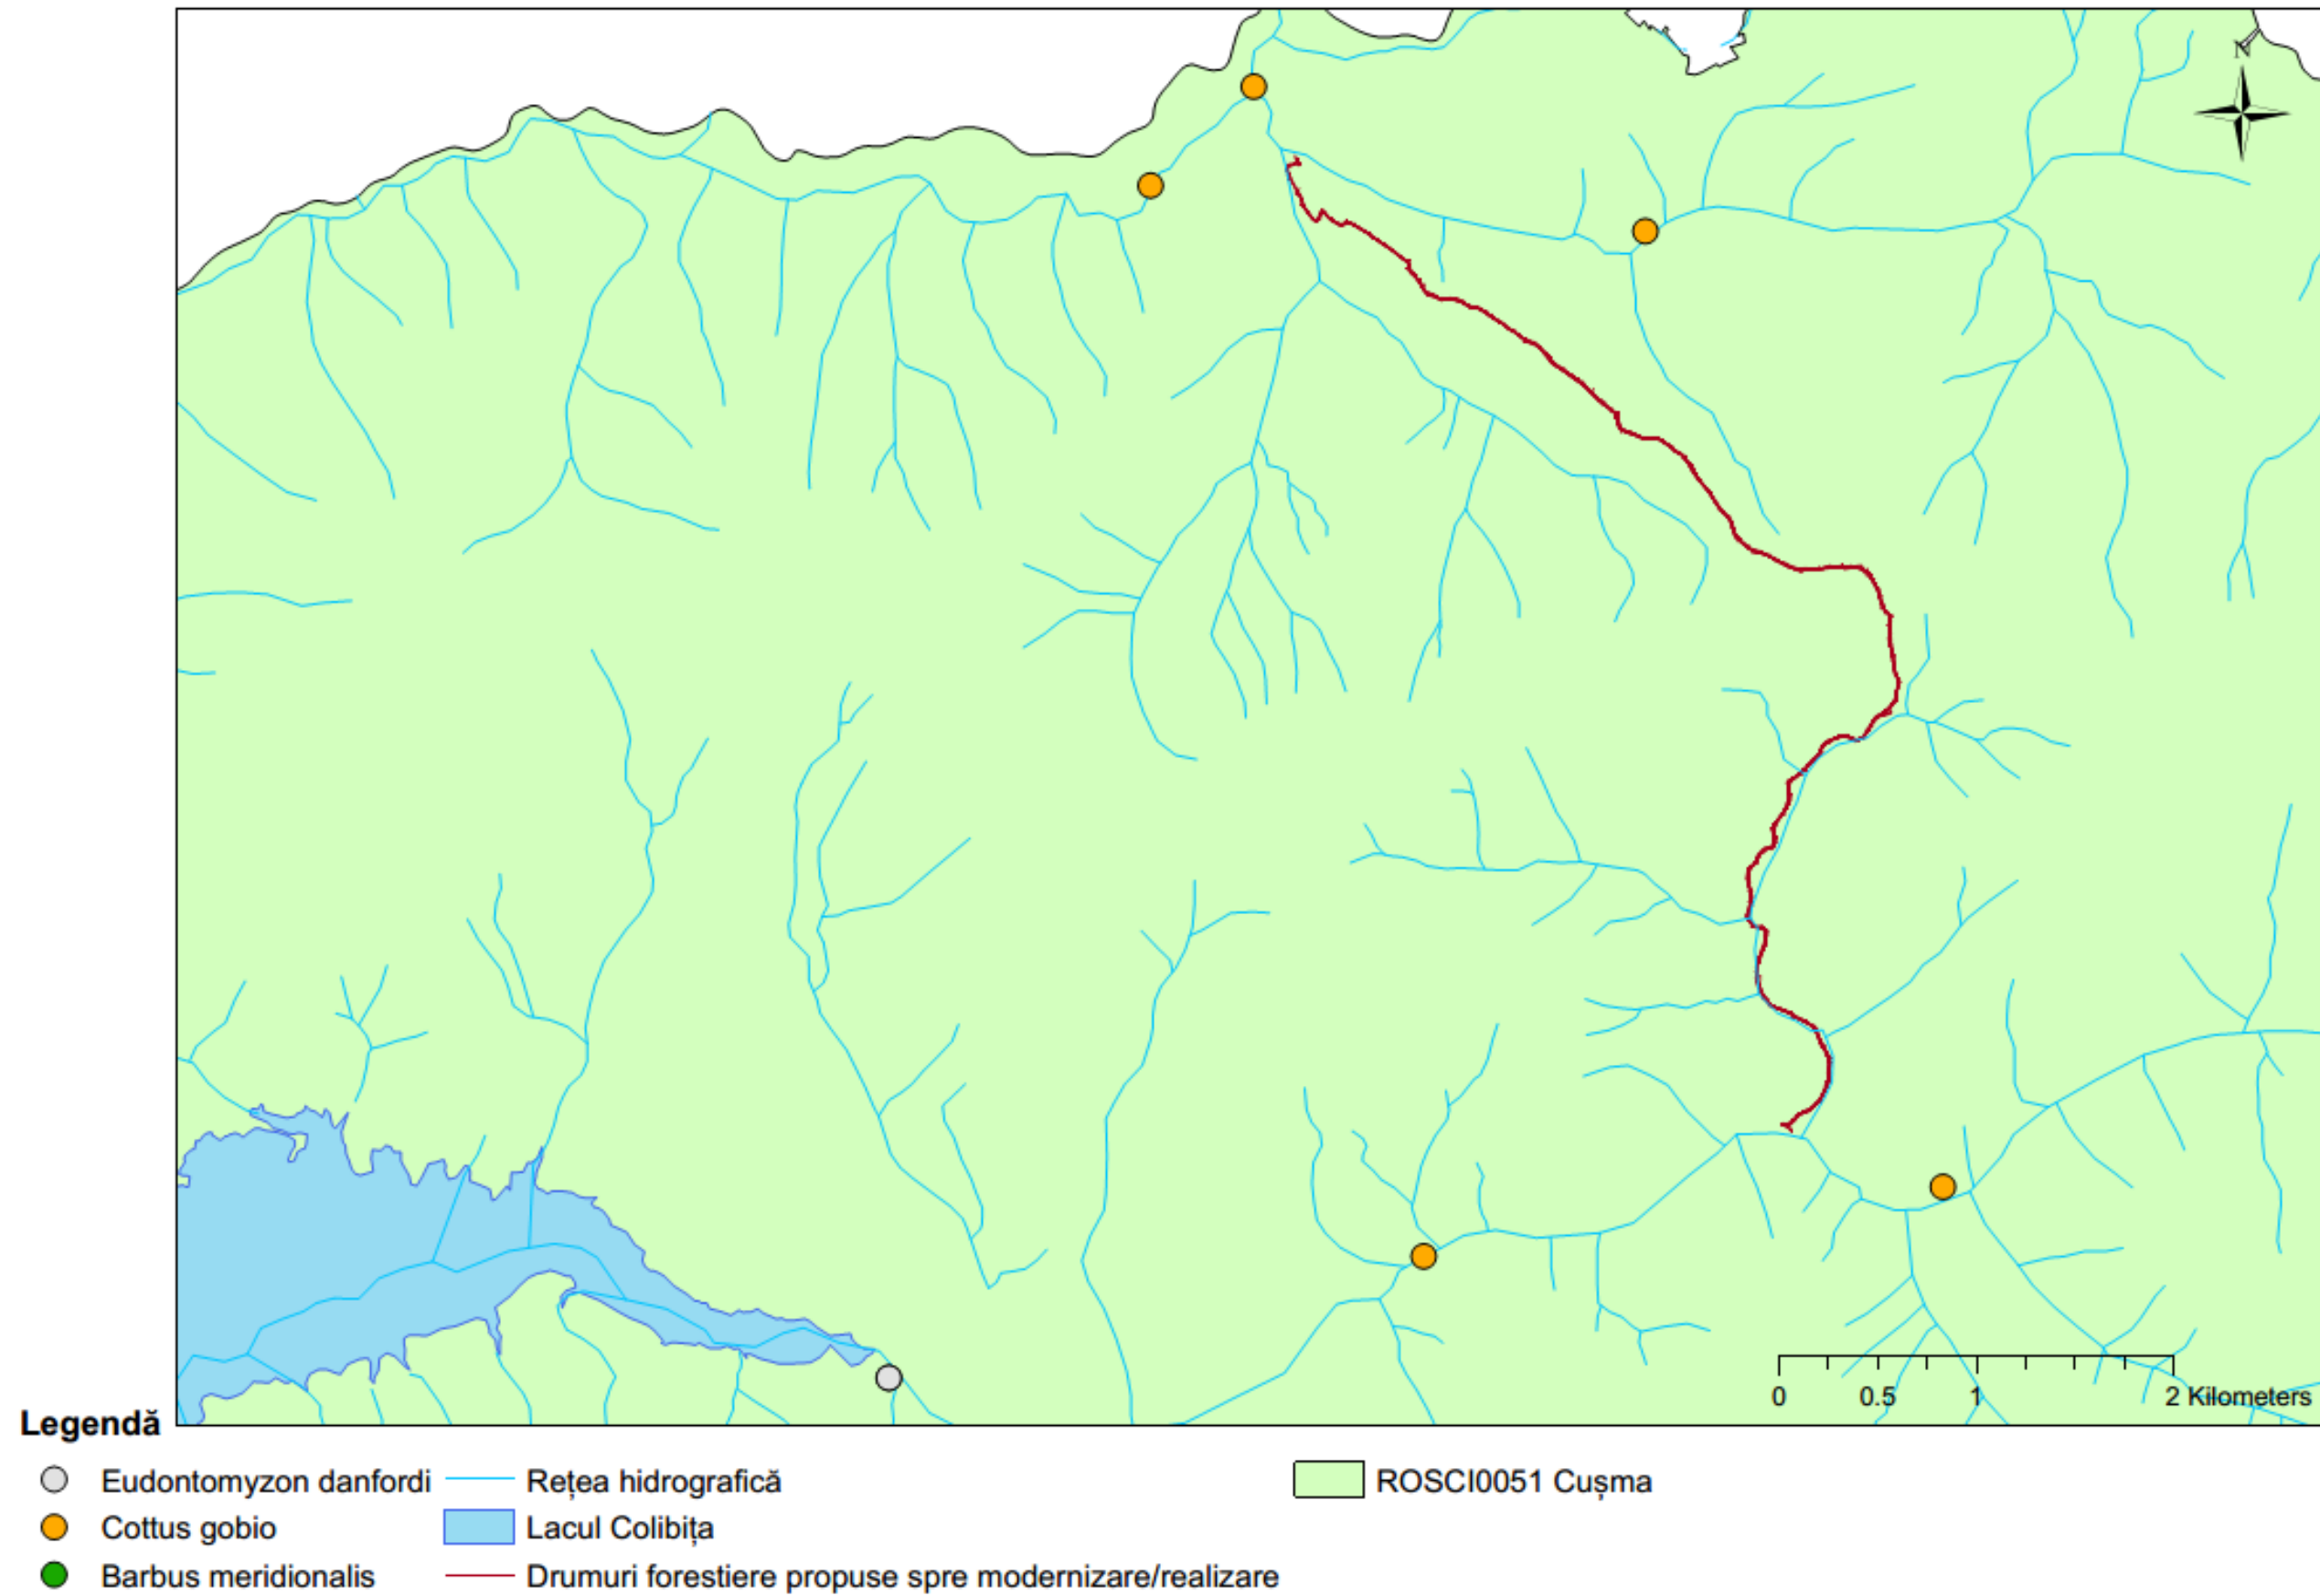 N
0 0.5 1 2 Kilometers
Legendă
Eudontomyzon danfordi Rețea hidrografică ROSCI0051 Cușma
Cottus gobio Lacul Colibița
Barbus meridionalis Drumuri forestiere propuse spre modernizare/realizare